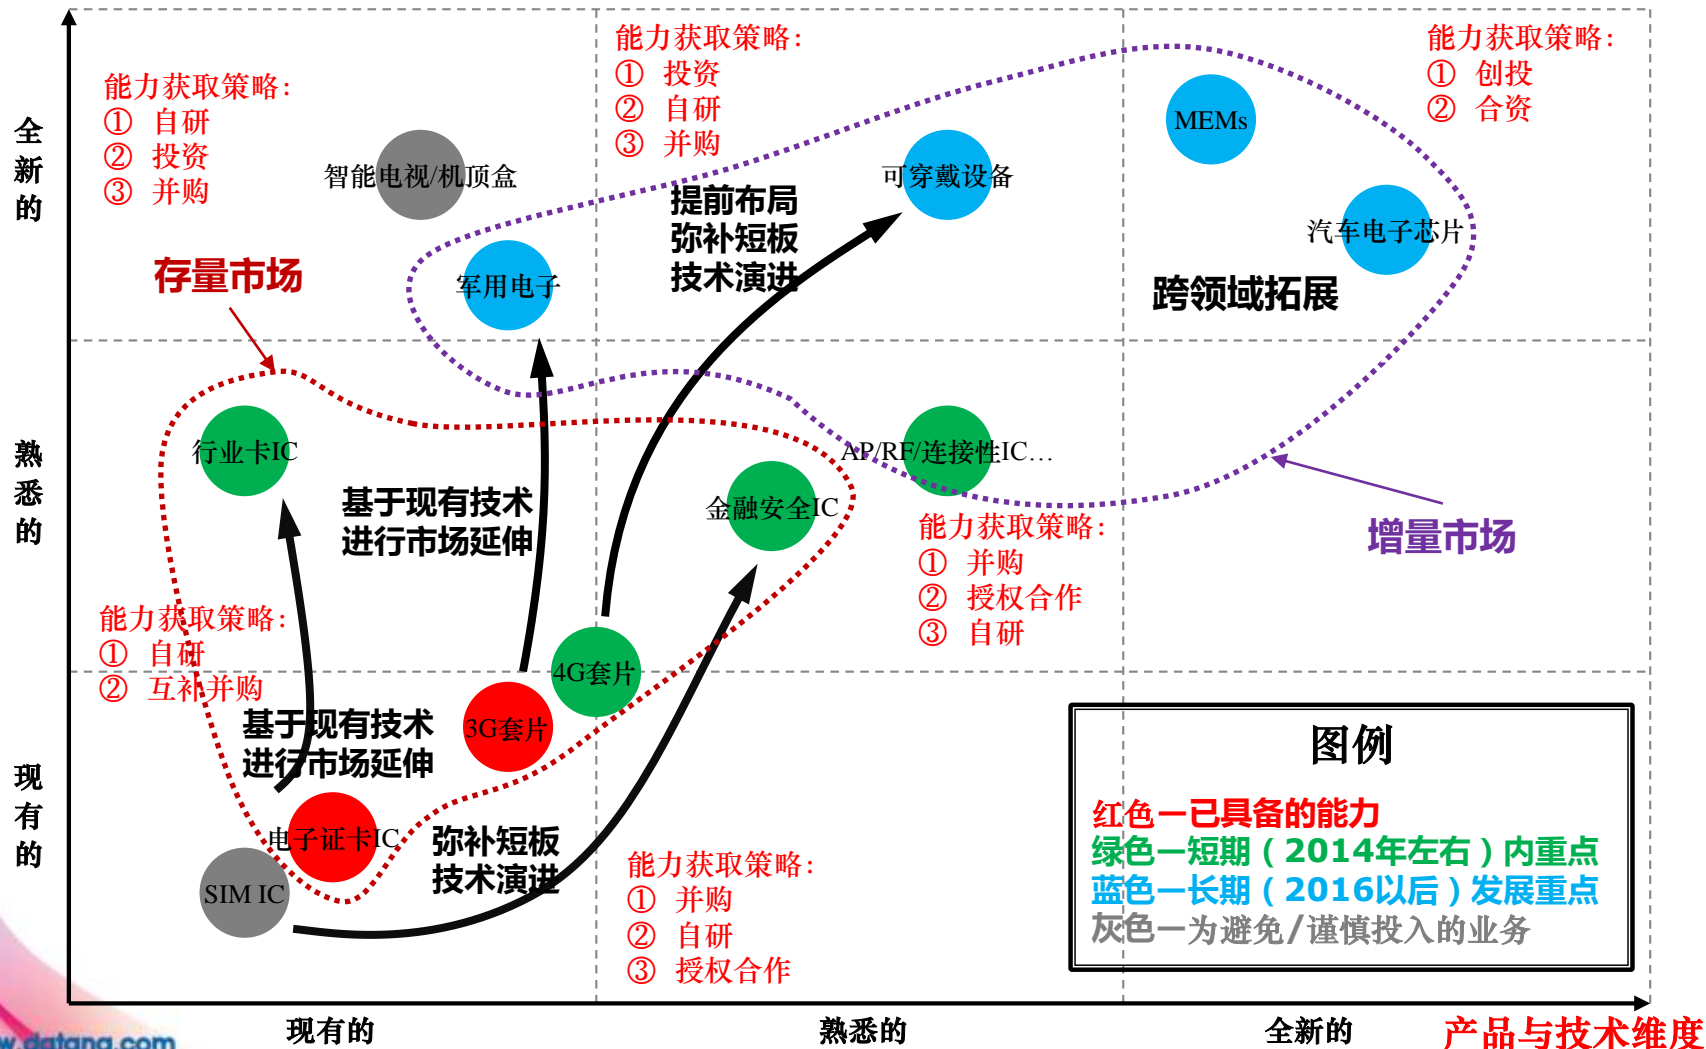 能力获取策略：
① 投资
② 自研
③ 并购
能力获取策略：
① 创投
② 合资
能力获取策略：
① 自研
② 投资
③ 并购
全新的
智能电视/机顶盒
MEMs
可穿戴设备
汽车电子芯片
提前布局
弥补短板
技术演进
存量市场
军用电子
跨领域拓展
熟悉的
行业卡IC
AP/RF/连接性IC…
基于现有技术
进行市场延伸
金融安全IC
能力获取策略：
① 并购
② 授权合作
③ 自研
增量市场
能力获取策略：
① 自研
② 互补并购
4G套片
3G套片
基于现有技术
进行市场延伸
现有的
电子证卡IC
SIM IC
弥补短板
技术演进
能力获取策略：
① 并购
② 自研
③ 授权合作
图例
红色—已具备的能力
绿色—短期（2014年左右）内重点
蓝色—长期（2016以后）发展重点
灰色—为避免/谨慎投入的业务
现有的
熟悉的
全新的
产品与技术维度
w.datang.com